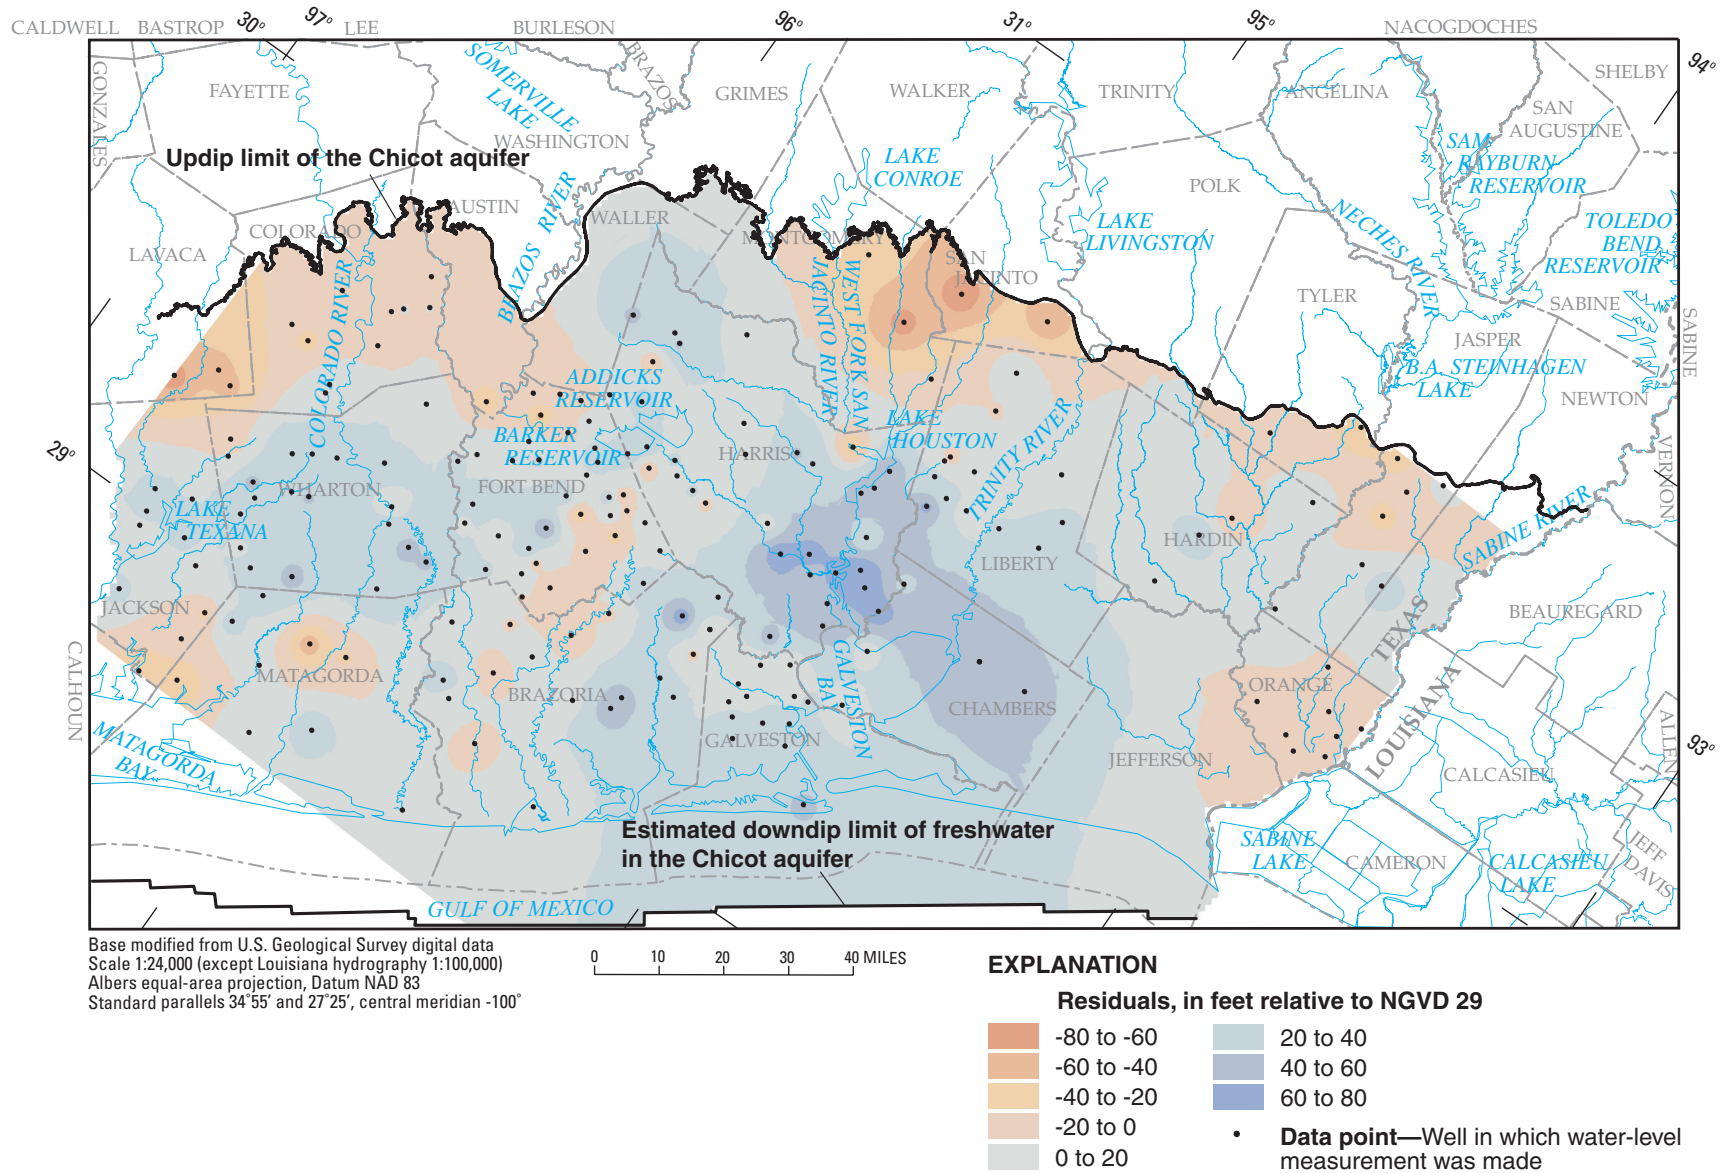 CALDWELL
BASTROP
30°
97°
LEE
BURLESON
96°
31°
95°
NACOGDOCHES
94°
GONZALES
FAYETTE
SOMERVILLE
LAKE
BRAZOS
GRIMES
WALKER
TRINITY
ANGELINA
SHELBY
SAN
AUGUSTINE
WASHINGTON
Updip limit of the Chicot aquifer
LAKE
CONROE
SAM
RAYBURN
RESERVOIR
POLK
AUSTIN
WALLER
LAVACA
COLORADO
BRAZOS RIVER
MONTGOMERY
SAN
JACINTO
LAKE
LIVINGSTON
NECHES RIVER
TOLEDO
BEND
RESERVOIR
TYLER
SABINE
JASPER
SABINE
COLORADO RIVER
WEST FORK SAN
JACINTO RIVER
B.A. STEINHAGEN
LAKE
NEWTON
ADDICKS
RESERVOIR
29°
BARKER
RESERVOIR
HARRIS
LAKE
HOUSTON
TRINITY RIVER
VERNON
WHARTON
FORT BEND
LAKE
TEXANA
HARDIN
SABINE RIVER
LIBERTY
JACKSON
BEAUREGARD
TEXAS
CALHOUN
MATAGORDA
BRAZORIA
GALVESTON
BAY
CHAMBERS
ORANGE
LOUISIANA
ALLEN
93°
MATAGORDA
BAY
GALVESTON
JEFFERSON
CALCASIEU
Estimated downdip limit of freshwater
in the Chicot aquifer
SABINE
LAKE
CAMERON
CALCASIEU
LAKE
JEFF
DAVIS
GULF OF MEXICO
Base modified from U.S. Geological Survey digital data
Scale 1:24,000 (except Louisiana hydrography 1:100,000)
Albers equal-area projection, Datum NAD 83
Standard parallels 34°55′ and 27°25′, central meridian -100°
0 10 20 30 40 MILES
EXPLANATION
Residuals, in feet relative to NGVD 29
-80 to -60
-60 to -40
-40 to -20
-20 to 0
0 to 20
20 to 40
40 to 60
60 to 80
Data point—Well in which water-level
measurement was made